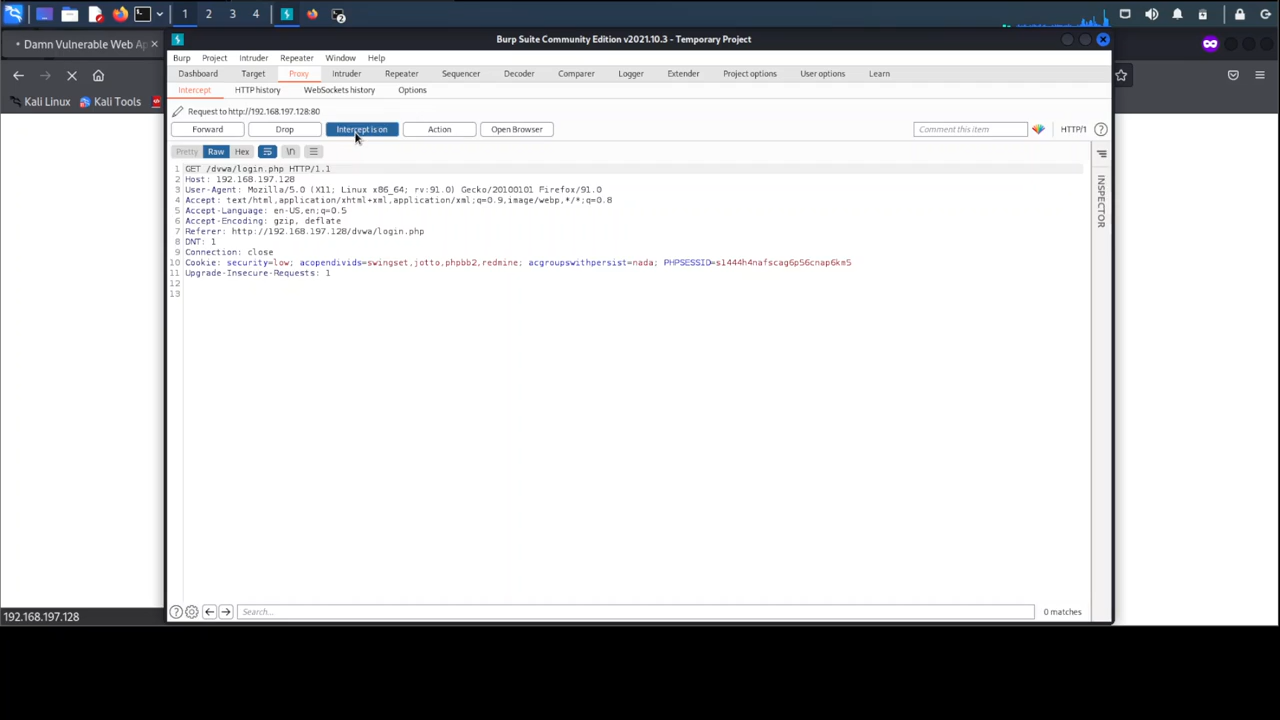 1 2 3 4
Damn Vulnerable Web Ap
Burp Suite Community Edition v2021.10.3 - Temporary Project
Burp Project Intruder Repeater Window Help
Dashboard Target Proxy Intruder Repeater Sequencer Decoder Comparer Logger Extender Project options User options Learn
Intercept HTTP history WebSockets history Options
Kali Linux Kali Tools
Request to http://192.168.197.128:80
Forward Drop Intercept is on Action Open Browser Comment this item HTTP/1 ?
Pretty Raw Hex \n
1 GET /dvwa/login.php HTTP/1.1
2 Host: 192.168.197.128
3 User-Agent: Mozilla/5.0 (X11; Linux x86_64; rv:91.0) Gecko/20100101 Firefox/91.0
4 Accept: text/html,application/xhtml+xml,application/xml;q=0.9,image/webp,*/*;q=0.8
5 Accept-Language: en-US,en;q=0.5
6 Accept-Encoding: gzip, deflate
7 Referer: http://192.168.197.128/dvwa/login.php
8 DNT: 1
9 Connection: close
10 Cookie: security=low; acopendivids=swingset,jotto,phpbb2,redmine; acgroupswithpersist=nada; PHPSESSID=s1444h4nafscag6p56cnap6km5
11 Upgrade-Insecure-Requests: 1
12
13
INSPECTOR
? Search... 0 matches
192.168.197.128